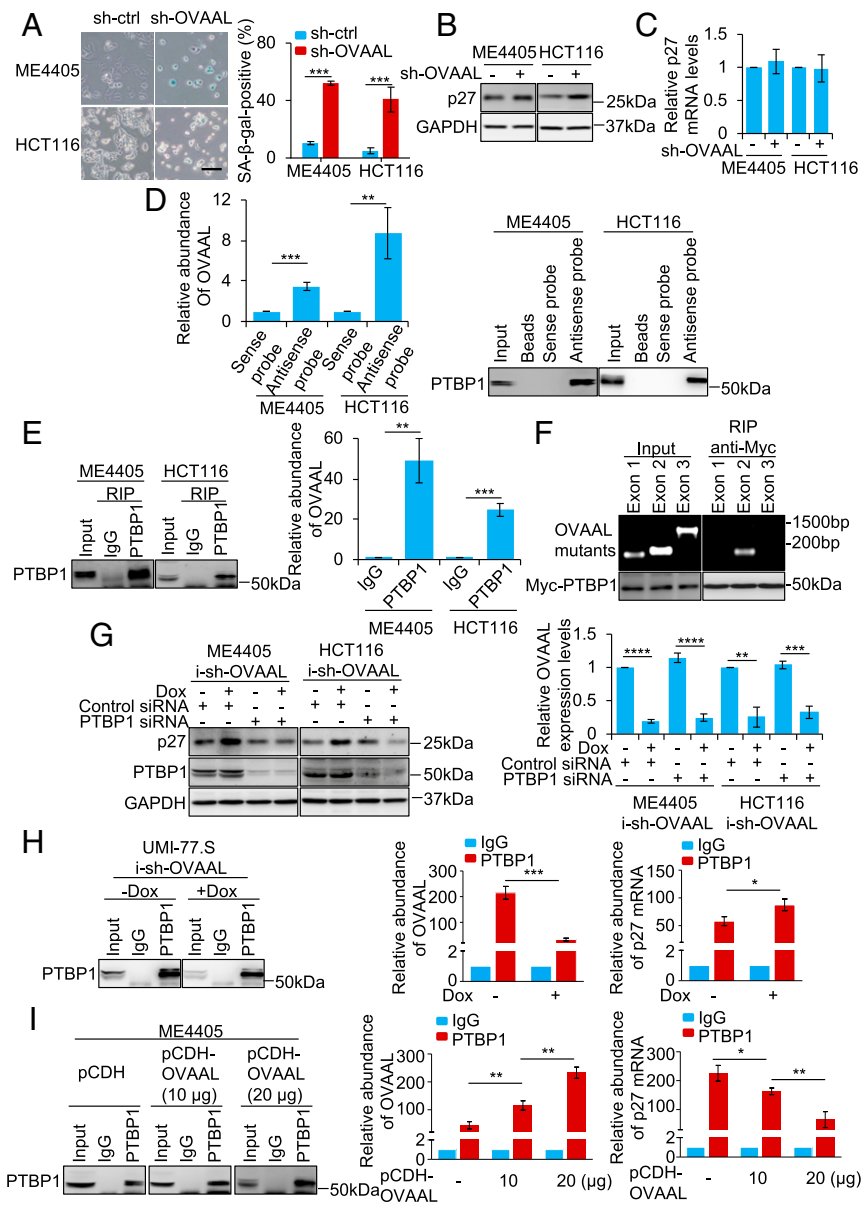 A
sh-ctrl sh-OVAAL
ME4405
HCT116
SA-β-gal-positive (%)
sh-ctrl
sh-OVAAL
80
40
0
***
***
ME4405
HCT116
B
ME4405 HCT116
sh-OVAAL - + - +
p27
25kDa
GAPDH
37kDa
C
Relative p27
mRNA levels
1.5
1
0.5
0
sh-OVAAL - + - +
ME4405
HCT116
D
Relative abundance
Of OVAAL
12
8
4
0
***
**
Sense probe
Antisense probe
Sense probe
Antisense probe
ME4405
HCT116
ME4405
HCT116
Input
Beads
Sense probe
Antisense probe
Input
Beads
Sense probe
Antisense probe
PTBP1
50kDa
E
ME4405
HCT116
RIP
RIP
Input
IgG
PTBP1
Input
IgG
PTBP1
PTBP1
50kDa
Relative abundance
of OVAAL
60
40
20
0
**
***
IgG
PTBP1
IgG
PTBP1
ME4405
HCT116
F
RIP
Input
anti-Myc
Exon 1
Exon 2
Exon 3
Exon 1
Exon 2
Exon 3
OVAAL
mutants
1500bp
200bp
Myc-PTBP1
50kDa
G
ME4405
i-sh-OVAAL
HCT116
i-sh-OVAAL
Dox - + - + - + - +
Control siRNA + + - - + + - -
PTBP1 siRNA - - + + - - + +
p27
25kDa
PTBP1
50kDa
GAPDH
37kDa
Relative OVAAL
expression levels
1.5
1
0.5
0
****
****
**
***
Dox - + - + - + - +
Control siRNA + + - - + + - -
PTBP1 siRNA - - + + - - + +
ME4405
i-sh-OVAAL
HCT116
i-sh-OVAAL
H
UMI-77.S
i-sh-OVAAL
-Dox
+Dox
Input
IgG
PTBP1
Input
IgG
PTBP1
PTBP1
50kDa
IgG
PTBP1
Relative abundance
of OVAAL
300
200
100
2
0
***
Dox - +
IgG
PTBP1
Relative abundance
of p27 mRNA
150
100
50
2
0
*
Dox - +
I
ME4405
pCDH
pCDH-
OVAAL
(10 µg)
pCDH-
OVAAL
(20 µg)
Input
IgG
PTBP1
Input
IgG
PTBP1
Input
IgG
PTBP1
PTBP1
50kDa
IgG
PTBP1
Relative abundance
of OVAAL
300
200
100
2
0
**
**
pCDH-
OVAAL
- 10 20 (µg)
IgG
PTBP1
Relative abundance
of p27 mRNA
300
200
100
2
0
*
**
pCDH-
OVAAL
- 10 20 (µg)